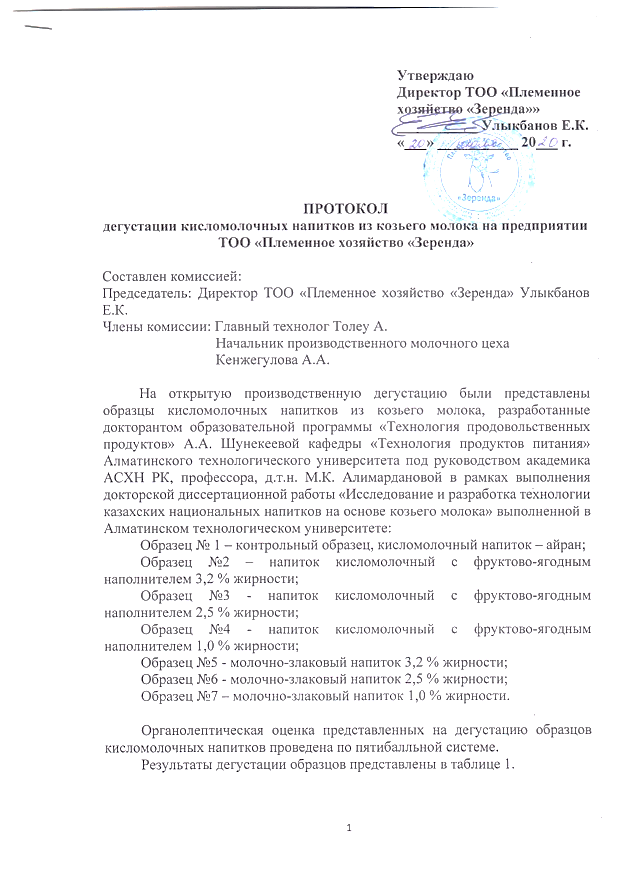 Утверждаю
Директор ТОО «Племенное
хозяйство «Зеренда»»
____________Улыкбанов Е.К.
«20» ___________ 2020 г.
«Зеренда»
ПРОТОКОЛ
дегустации кисломолочных напитков из козьего молока на предприятии
ТОО «Племенное хозяйство «Зеренда»
Составлен комиссией:
Председатель: Директор ТОО «Племенное хозяйство «Зеренда» Улыкбанов
Е.К.
Члены комиссии: Главный технолог Толеу А.
Начальник производственного молочного цеха
Кенжегулова А.А.
На открытую производственную дегустацию были представлены
образцы кисломолочных напитков из козьего молока, разработанные
докторантом образовательной программы «Технология продовольственных
продуктов» А.А. Шунекеевой кафедры «Технология продуктов питания»
Алматинского технологического университета под руководством академика
АСХН РК, профессора, д.т.н. М.К. Алимардановой в рамках выполнения
докторской диссертационной работы «Исследование и разработка технологии
казахских национальных напитков на основе козьего молока» выполненной в
Алматинском технологическом университете:
Образец № 1 – контрольный образец, кисломолочный напиток – айран;
Образец №2 – напиток кисломолочный с фруктово-ягодным
наполнителем 3,2 % жирности;
Образец №3 - напиток кисломолочный с фруктово-ягодным
наполнителем 2,5 % жирности;
Образец №4 - напиток кисломолочный с фруктово-ягодным
наполнителем 1,0 % жирности;
Образец №5 - молочно-злаковый напиток 3,2 % жирности;
Образец №6 - молочно-злаковый напиток 2,5 % жирности;
Образец №7 – молочно-злаковый напиток 1,0 % жирности.
Органолептическая оценка представленных на дегустацию образцов
кисломолочных напитков проведена по пятибалльной системе.
Результаты дегустации образцов представлены в таблице 1.
1